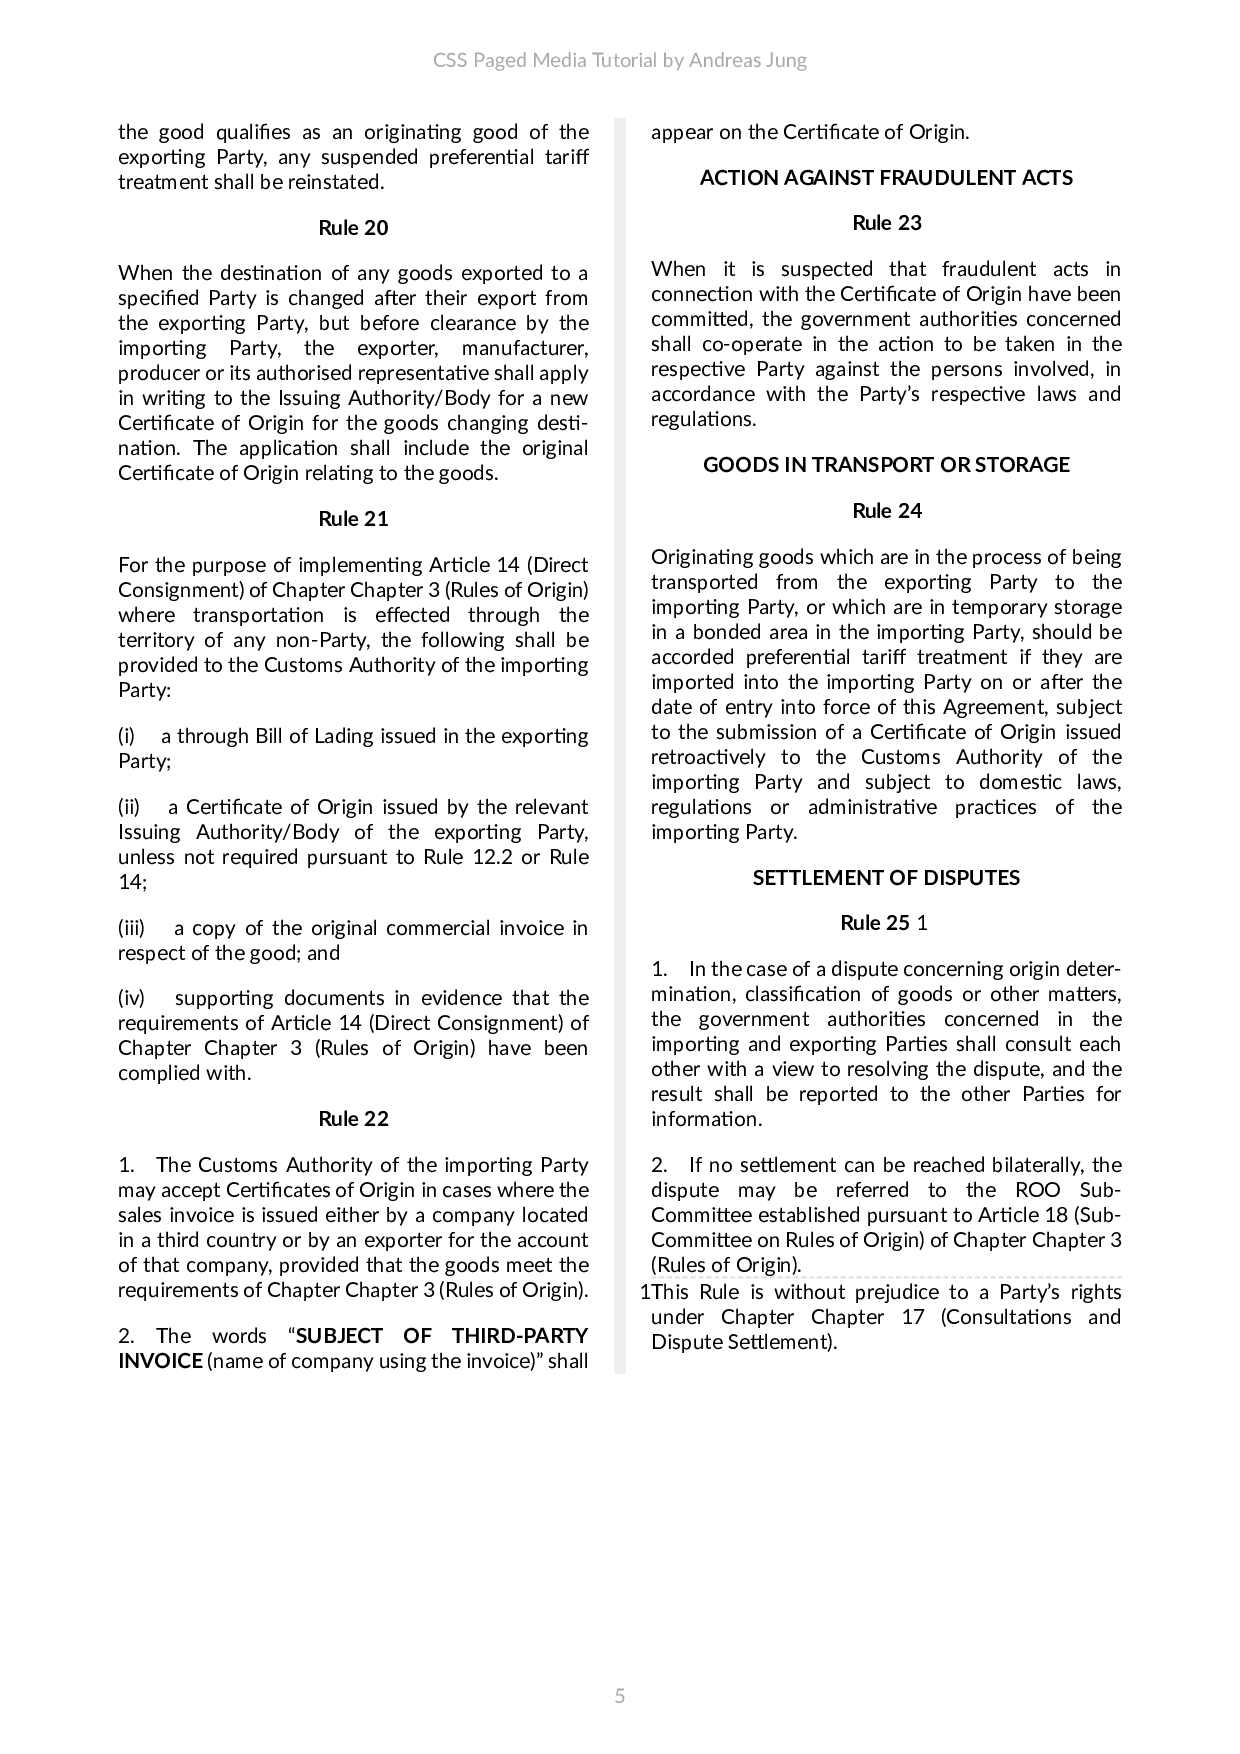 CSS Paged Media Tutorial by Andreas Jung
the good qualifies as an originating good of the
exporting Party, any suspended preferential tariff
treatment shall be reinstated.
Rule 20
When the destination of any goods exported to a
specified Party is changed after their export from
the exporting Party, but before clearance by the
importing Party, the exporter, manufacturer,
producer or its authorised representative shall apply
in writing to the Issuing Authority/Body for a new
Certificate of Origin for the goods changing desti-
nation. The application shall include the original
Certificate of Origin relating to the goods.
Rule 21
For the purpose of implementing Article 14 (Direct
Consignment) of Chapter Chapter 3 (Rules of Origin)
where transportation is effected through the
territory of any non-Party, the following shall be
provided to the Customs Authority of the importing
Party:
(i) a through Bill of Lading issued in the exporting
Party;
(ii) a Certificate of Origin issued by the relevant
Issuing Authority/Body of the exporting Party,
unless not required pursuant to Rule 12.2 or Rule
14;
(iii) a copy of the original commercial invoice in
respect of the good; and
(iv) supporting documents in evidence that the
requirements of Article 14 (Direct Consignment) of
Chapter Chapter 3 (Rules of Origin) have been
complied with.
Rule 22
1. The Customs Authority of the importing Party
may accept Certificates of Origin in cases where the
sales invoice is issued either by a company located
in a third country or by an exporter for the account
of that company, provided that the goods meet the
requirements of Chapter Chapter 3 (Rules of Origin).
2. The words “SUBJECT OF THIRD-PARTY
INVOICE (name of company using the invoice)” shall
appear on the Certificate of Origin.
ACTION AGAINST FRAUDULENT ACTS
Rule 23
When it is suspected that fraudulent acts in
connection with the Certificate of Origin have been
committed, the government authorities concerned
shall co-operate in the action to be taken in the
respective Party against the persons involved, in
accordance with the Party’s respective laws and
regulations.
GOODS IN TRANSPORT OR STORAGE
Rule 24
Originating goods which are in the process of being
transported from the exporting Party to the
importing Party, or which are in temporary storage
in a bonded area in the importing Party, should be
accorded preferential tariff treatment if they are
imported into the importing Party on or after the
date of entry into force of this Agreement, subject
to the submission of a Certificate of Origin issued
retroactively to the Customs Authority of the
importing Party and subject to domestic laws,
regulations or administrative practices of the
importing Party.
SETTLEMENT OF DISPUTES
Rule 25 1
1. In the case of a dispute concerning origin deter-
mination, classification of goods or other matters,
the government authorities concerned in the
importing and exporting Parties shall consult each
other with a view to resolving the dispute, and the
result shall be reported to the other Parties for
information.
2. If no settlement can be reached bilaterally, the
dispute may be referred to the ROO Sub-
Committee established pursuant to Article 18 (Sub-
Committee on Rules of Origin) of Chapter Chapter 3
(Rules of Origin).
1This Rule is without prejudice to a Party’s rights
under Chapter Chapter 17 (Consultations and
Dispute Settlement).
5